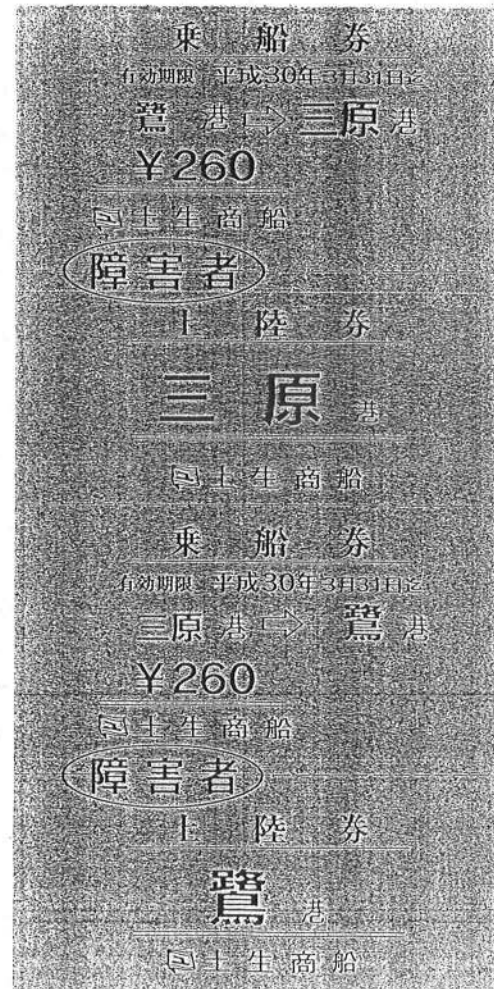 乗船券
有効期限 平成30年3月31日迄
鷺港⇨三原港
￥260
土生商船
障害者
上陸券
三原港
土生商船
乗船券
有効期限 平成30年3月31日迄
三原港⇨鷺港
￥260
土生商船
障害者
上陸券
鷺港
土生商船